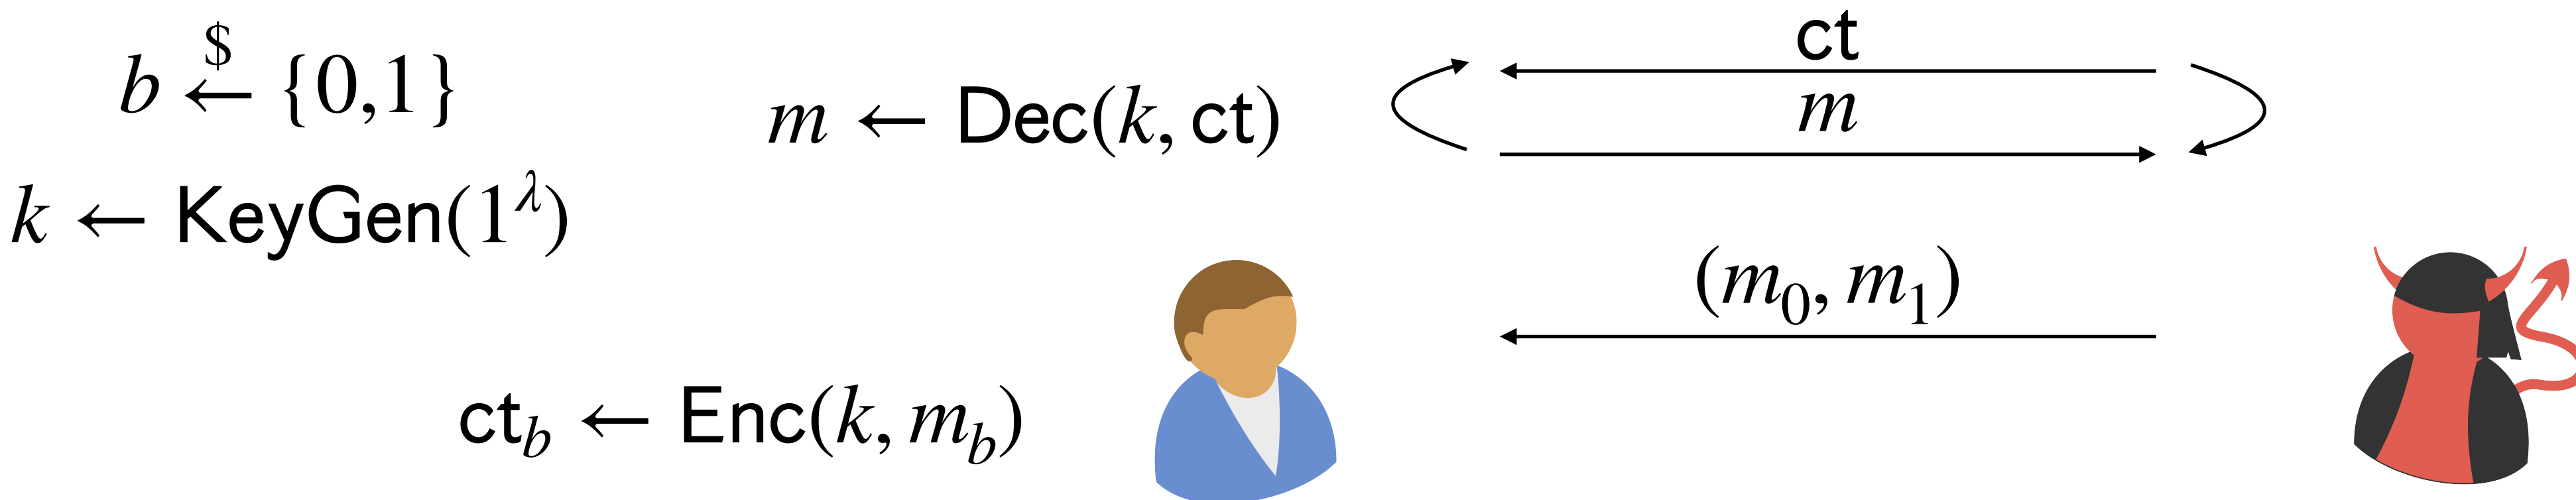 b ←$ {0,1}
k ← KeyGen(1^λ)
m ← Dec(k, ct)
ct
m
(m_0, m_1)
ct_b ← Enc(k, m_b)